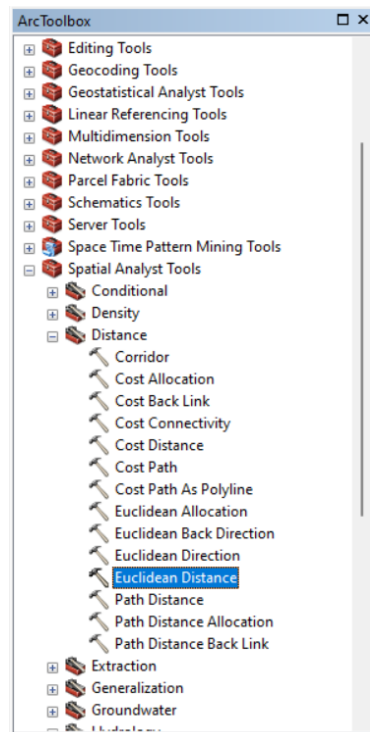 ArcToolbox
Editing Tools
Geocoding Tools
Geostatistical Analyst Tools
Linear Referencing Tools
Multidimension Tools
Network Analyst Tools
Parcel Fabric Tools
Schematics Tools
Server Tools
Space Time Pattern Mining Tools
Spatial Analyst Tools
Conditional
Density
Distance
Corridor
Cost Allocation
Cost Back Link
Cost Connectivity
Cost Distance
Cost Path
Cost Path As Polyline
Euclidean Allocation
Euclidean Back Direction
Euclidean Direction
Euclidean Distance
Path Distance
Path Distance Allocation
Path Distance Back Link
Extraction
Generalization
Groundwater